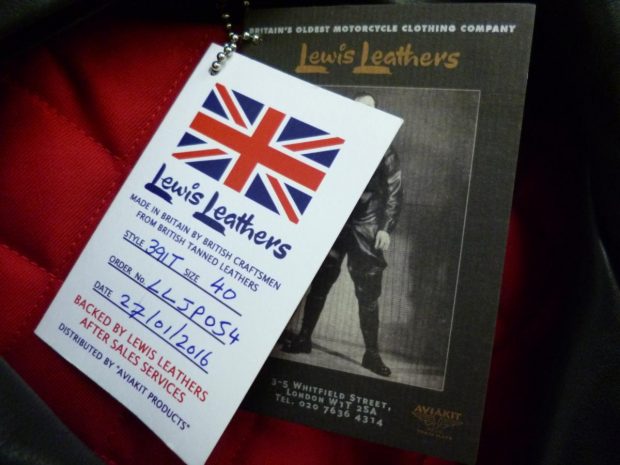 BRITAIN'S OLDEST MOTORCYCLE CLOTHING COMPANY
Lewis Leathers
Lewis Leathers
MADE IN BRITAIN BY BRITISH CRAFTSMEN
FROM BRITISH TANNED LEATHERS
STYLE 391T SIZE 40
ORDER No. LLJP054
DATE 27/01/2016
BACKED BY LEWIS LEATHERS
AFTER SALES SERVICES
DISTRIBUTED BY "AVIAKIT PRODUCTS"
3-5 WHITFIELD STREET,
LONDON W1T 2SA
TEL. 020 7636 4314
AVIAKIT